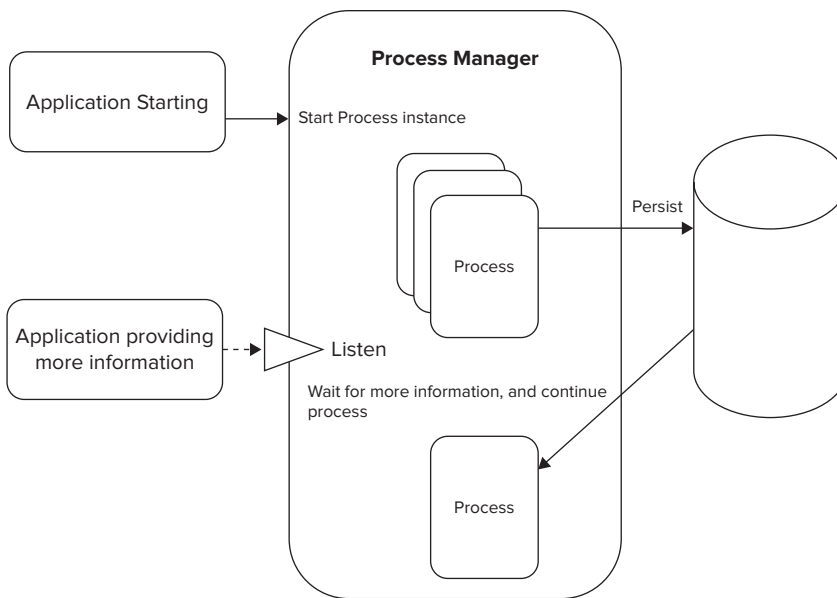 Process Manager
Application Starting
Start Process instance
Persist
Process
Application providing
more information
Listen
Wait for more information, and continue
process
Process